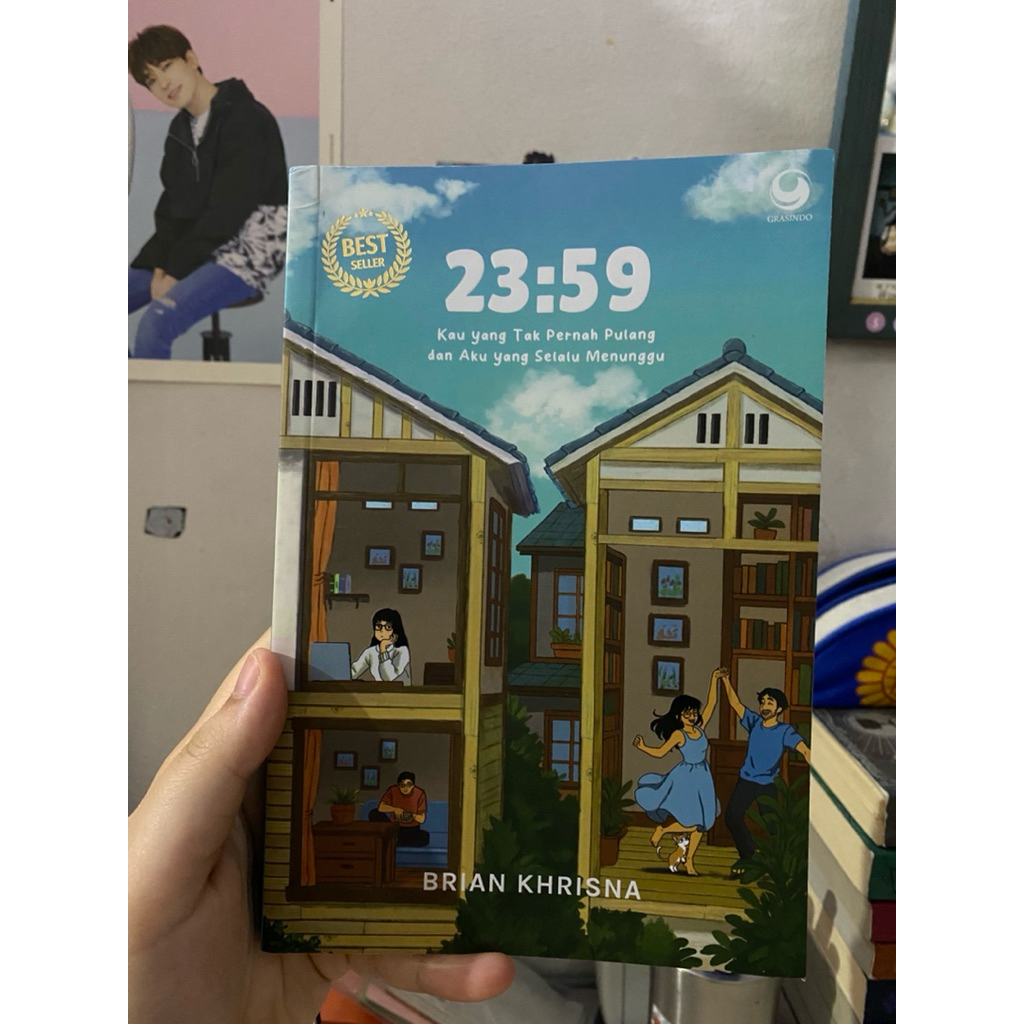 BEST
SELLER
GRASINDO
23:59
Kau yang Tak Pernah Pulang
dan Aku yang Selalu Menunggu
BRIAN KHRISNA